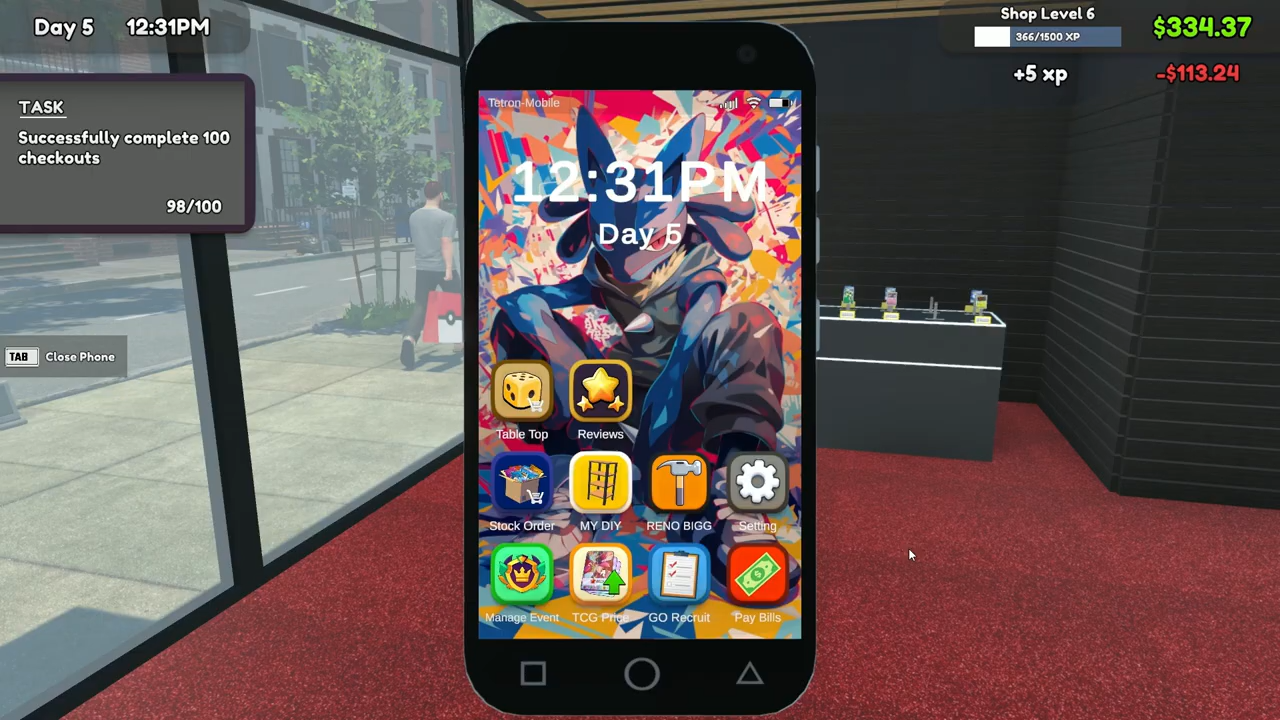 Day 5 12:31PM
TASK
Successfully complete 100
checkouts
98/100
TAB Close Phone
Tetron-Mobile
12:31PM
Day 5
Table Top Reviews
Stock Order MY DIY RENO BIGG Setting
Manage Event TCG Price GO Recruit Pay Bills
Shop Level 6
366/1500 XP
$334.37
+5 xp
-$113.24